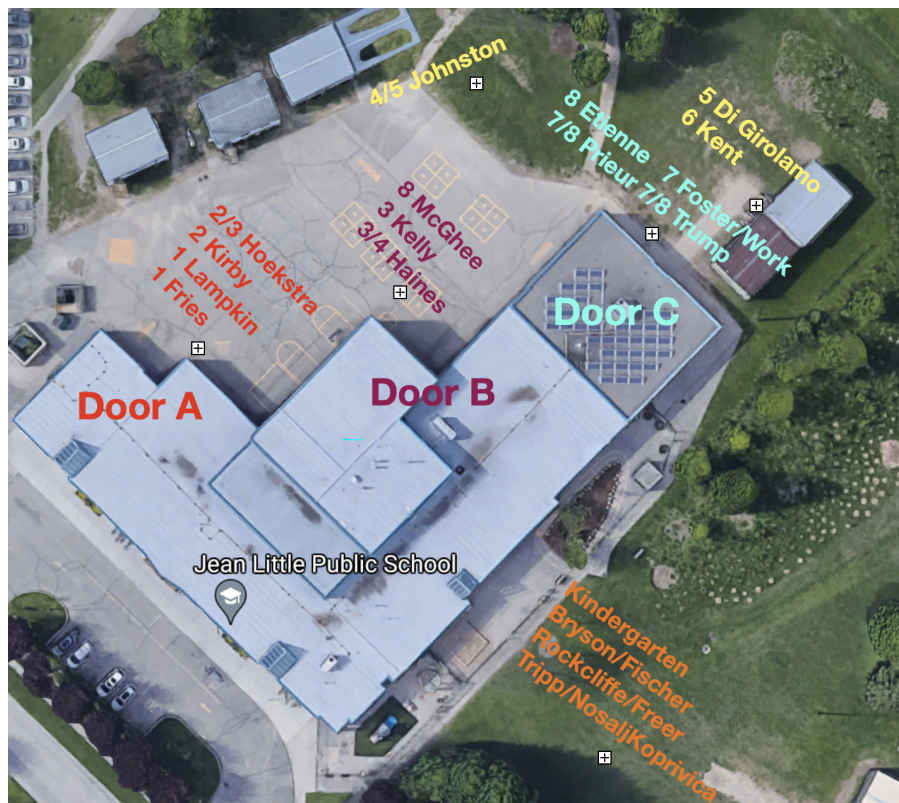 4/5 Johnston
5 Di Girolamo
6 Kent
8 Etienne
7/8 Prieur
7 Foster/Work
7/8 Trump
8 McGhee
3 Kelly
3/4 Haines
2/3 Hoekstra
2 Kirby
1 Lampkin
1 Fries
Door C
Door B
Door A
Jean Little Public School
Kindergarten
Bryson/Fischer
Rockcliffe/Freer
Tripp/NosaljKoprivica